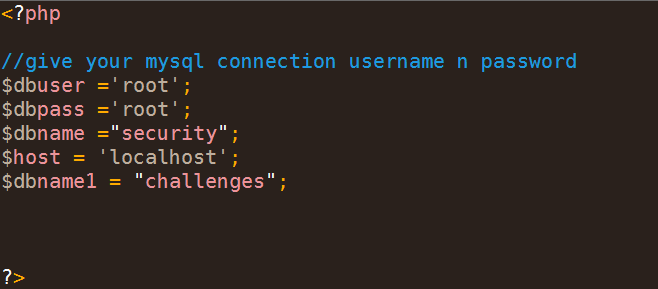 <?php
//give your mysql connection username n password
$dbuser ='root';
$dbpass ='root';
$dbname ="security";
$host = 'localhost';
$dbname1 = "challenges";
?>